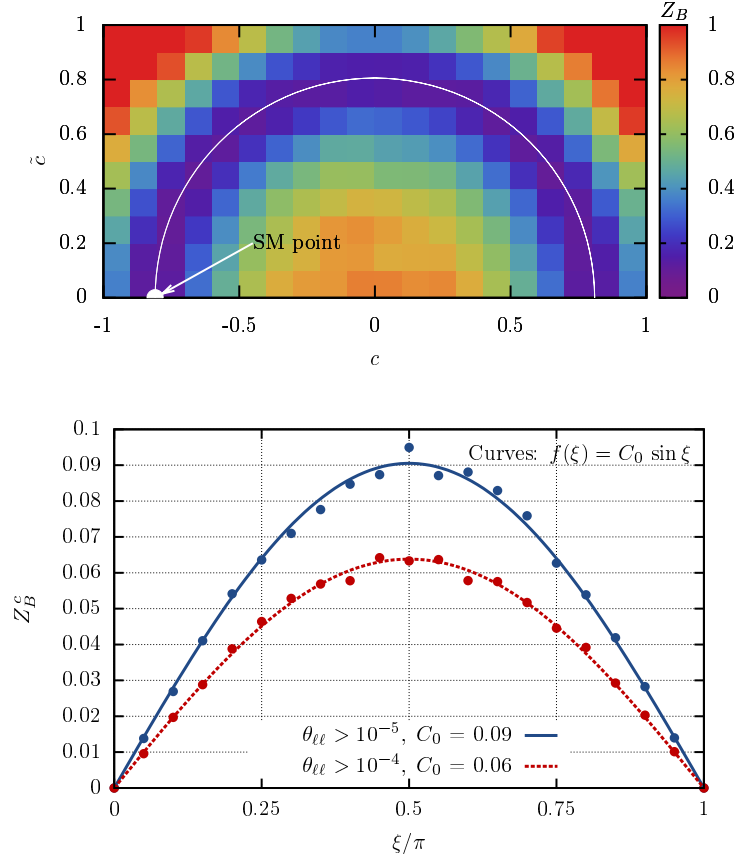 Z_B
1 1
0.8 0.8
0.6 0.6
c̃
0.4 0.4
0.2 SM point 0.2
0 0
-1 -0.5 0 0.5 1
c
0.1
Curves: f(ξ) = C₀ sin ξ
0.09
0.08
0.07
0.06
Z_B^c̃
0.05
0.04
0.03
0.02
θ_ℓℓ > 10⁻⁵, C₀ = 0.09
0.01
θ_ℓℓ > 10⁻⁴, C₀ = 0.06
0
0 0.25 0.5 0.75 1
ξ/π